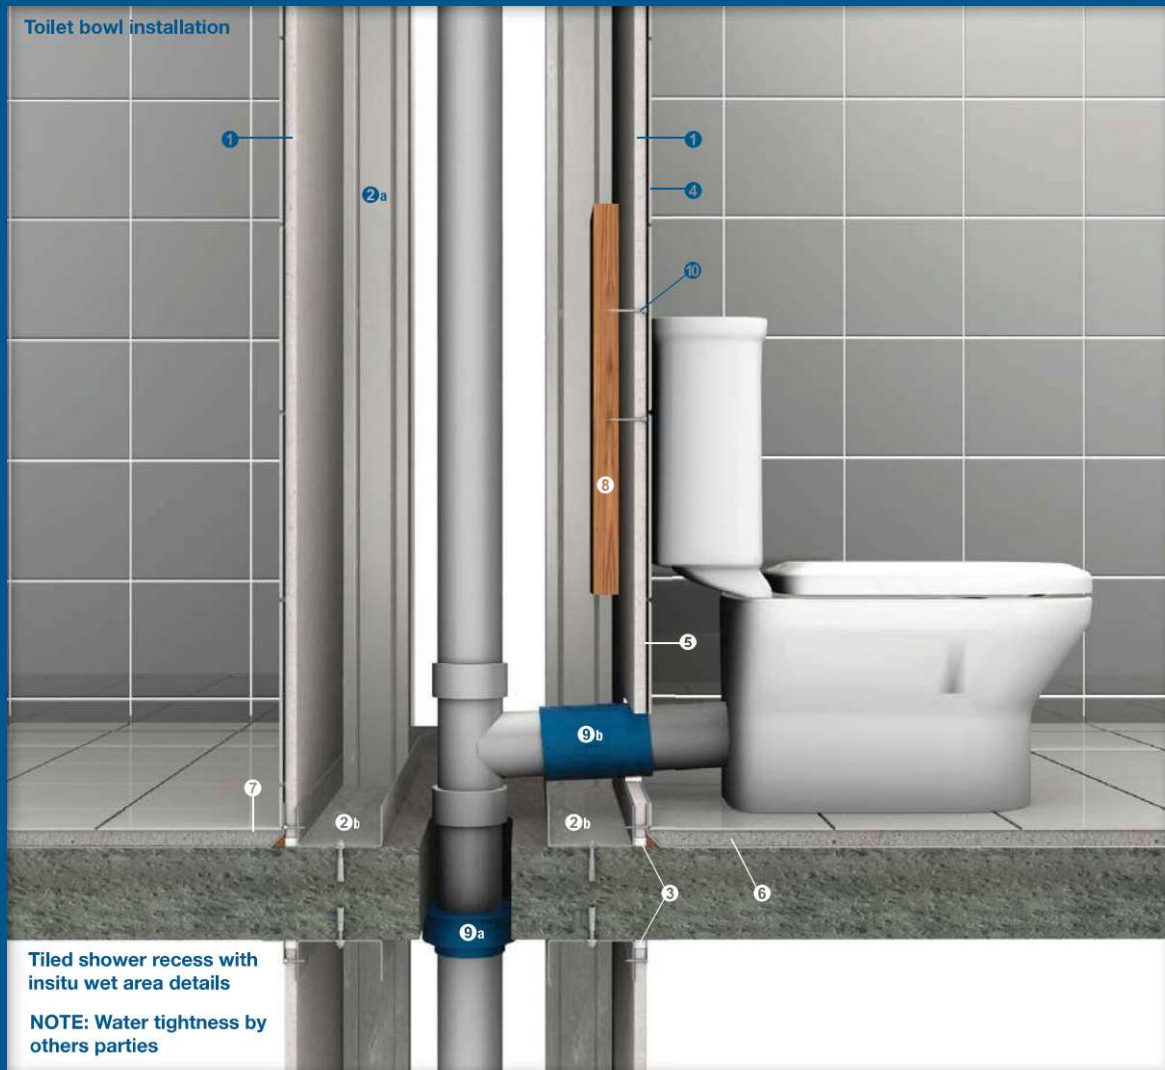 Toilet bowl installation
1
1
2a
4
10
8
5
9b
7
2b
2b
3
6
9a
Tiled shower recess with
insitu wet area details
NOTE: Water tightness by
others parties